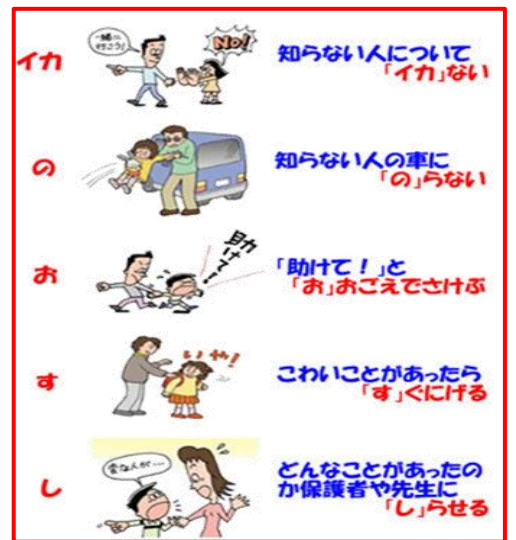 イカ
一緒に
行こう!
NO!
知らない人について
「イカ」ない
の
知らない人の車に
「の」らない
お
助けて!
「助けて!」と
「お」おごえでさけぶ
す
いや!
こわいことがあったら
「す」ぐにげる
し
変な人が…
どんなことがあったの
か保護者や先生に
「し」らせる